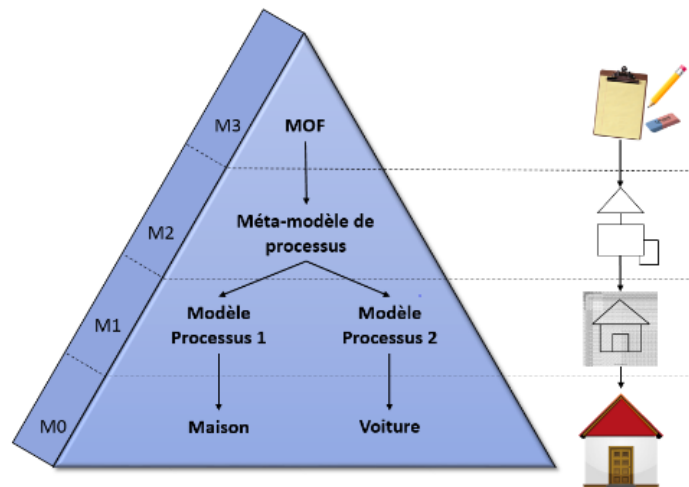 M3
MOF
M2
Méta-modèle de
processus
M1
Modèle
Processus 1
Modèle
Processus 2
M0
Maison
Voiture